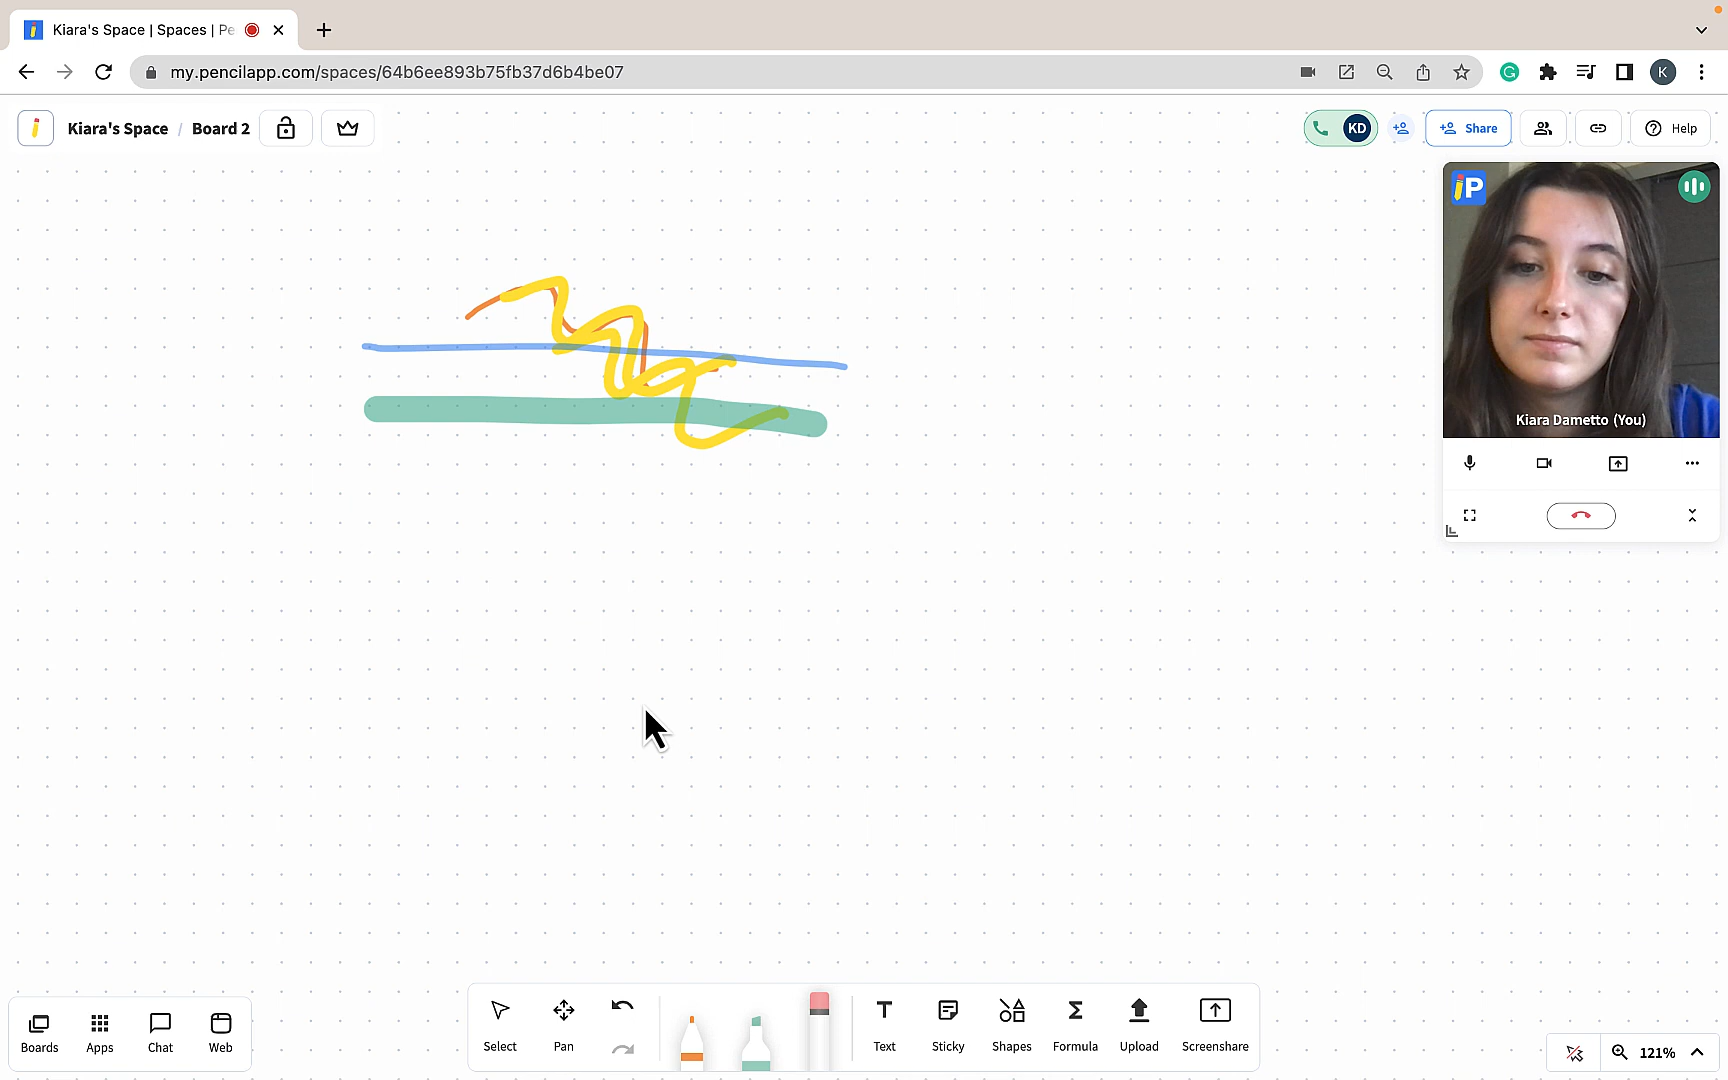 Kiara's Space | Spaces | Pe
my.pencilapp.com/spaces/64b6ee893b75fb37d6b4be07
K
Kiara's Space / Board 2
KD
Share
Help
P
Kiara Dametto (You)
Boards
Apps
Chat
Web
Select
Pan
Text
Sticky
Shapes
Formula
Upload
Screenshare
121%